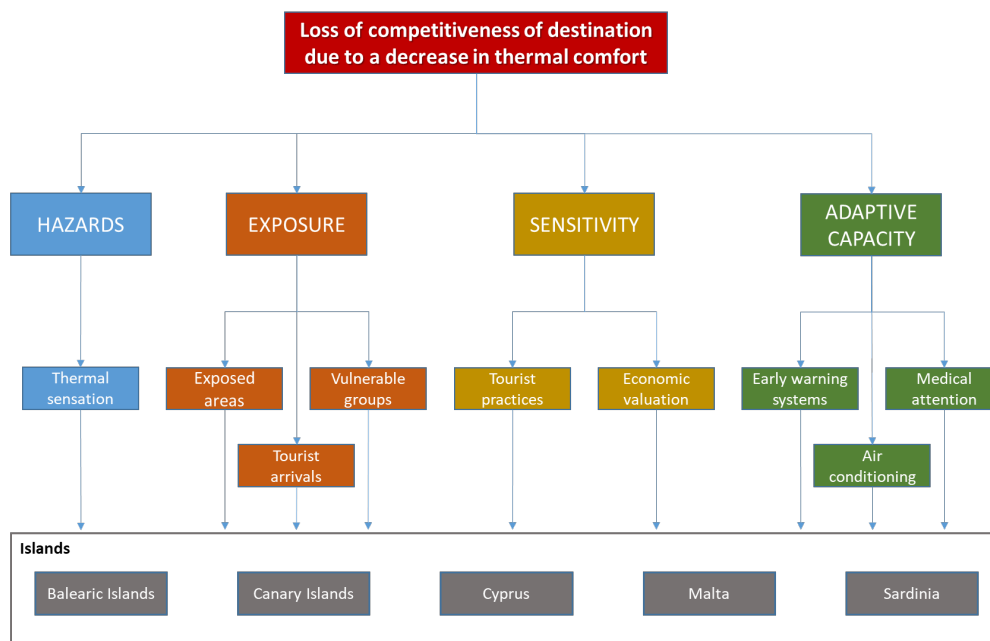 Loss of competitiveness of destination
due to a decrease in thermal comfort
HAZARDS
EXPOSURE
SENSITIVITY
ADAPTIVE
CAPACITY
Thermal
sensation
Exposed
areas
Vulnerable
groups
Tourist
arrivals
Tourist
practices
Economic
evaluation
Early warning
systems
Medical
attention
Air
conditioning
Islands
Balearic Islands
Canary Islands
Cyprus
Malta
Sardinia